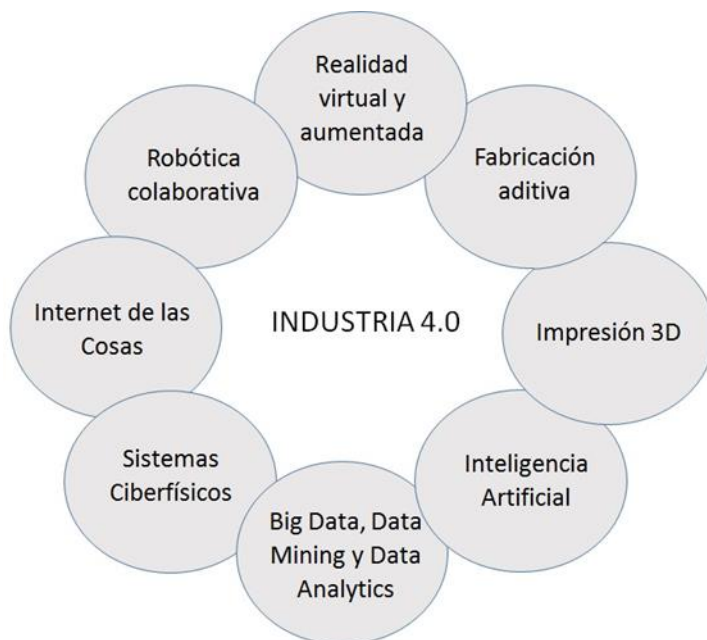 Realidad
virtual y
aumentada
Fabricación
aditiva
Impresión 3D
Inteligencia
Artificial
Big Data, Data
Mining y Data
Analytics
Sistemas
Ciberfísicos
Internet de las
Cosas
Robótica
colaborativa
INDUSTRIA 4.0